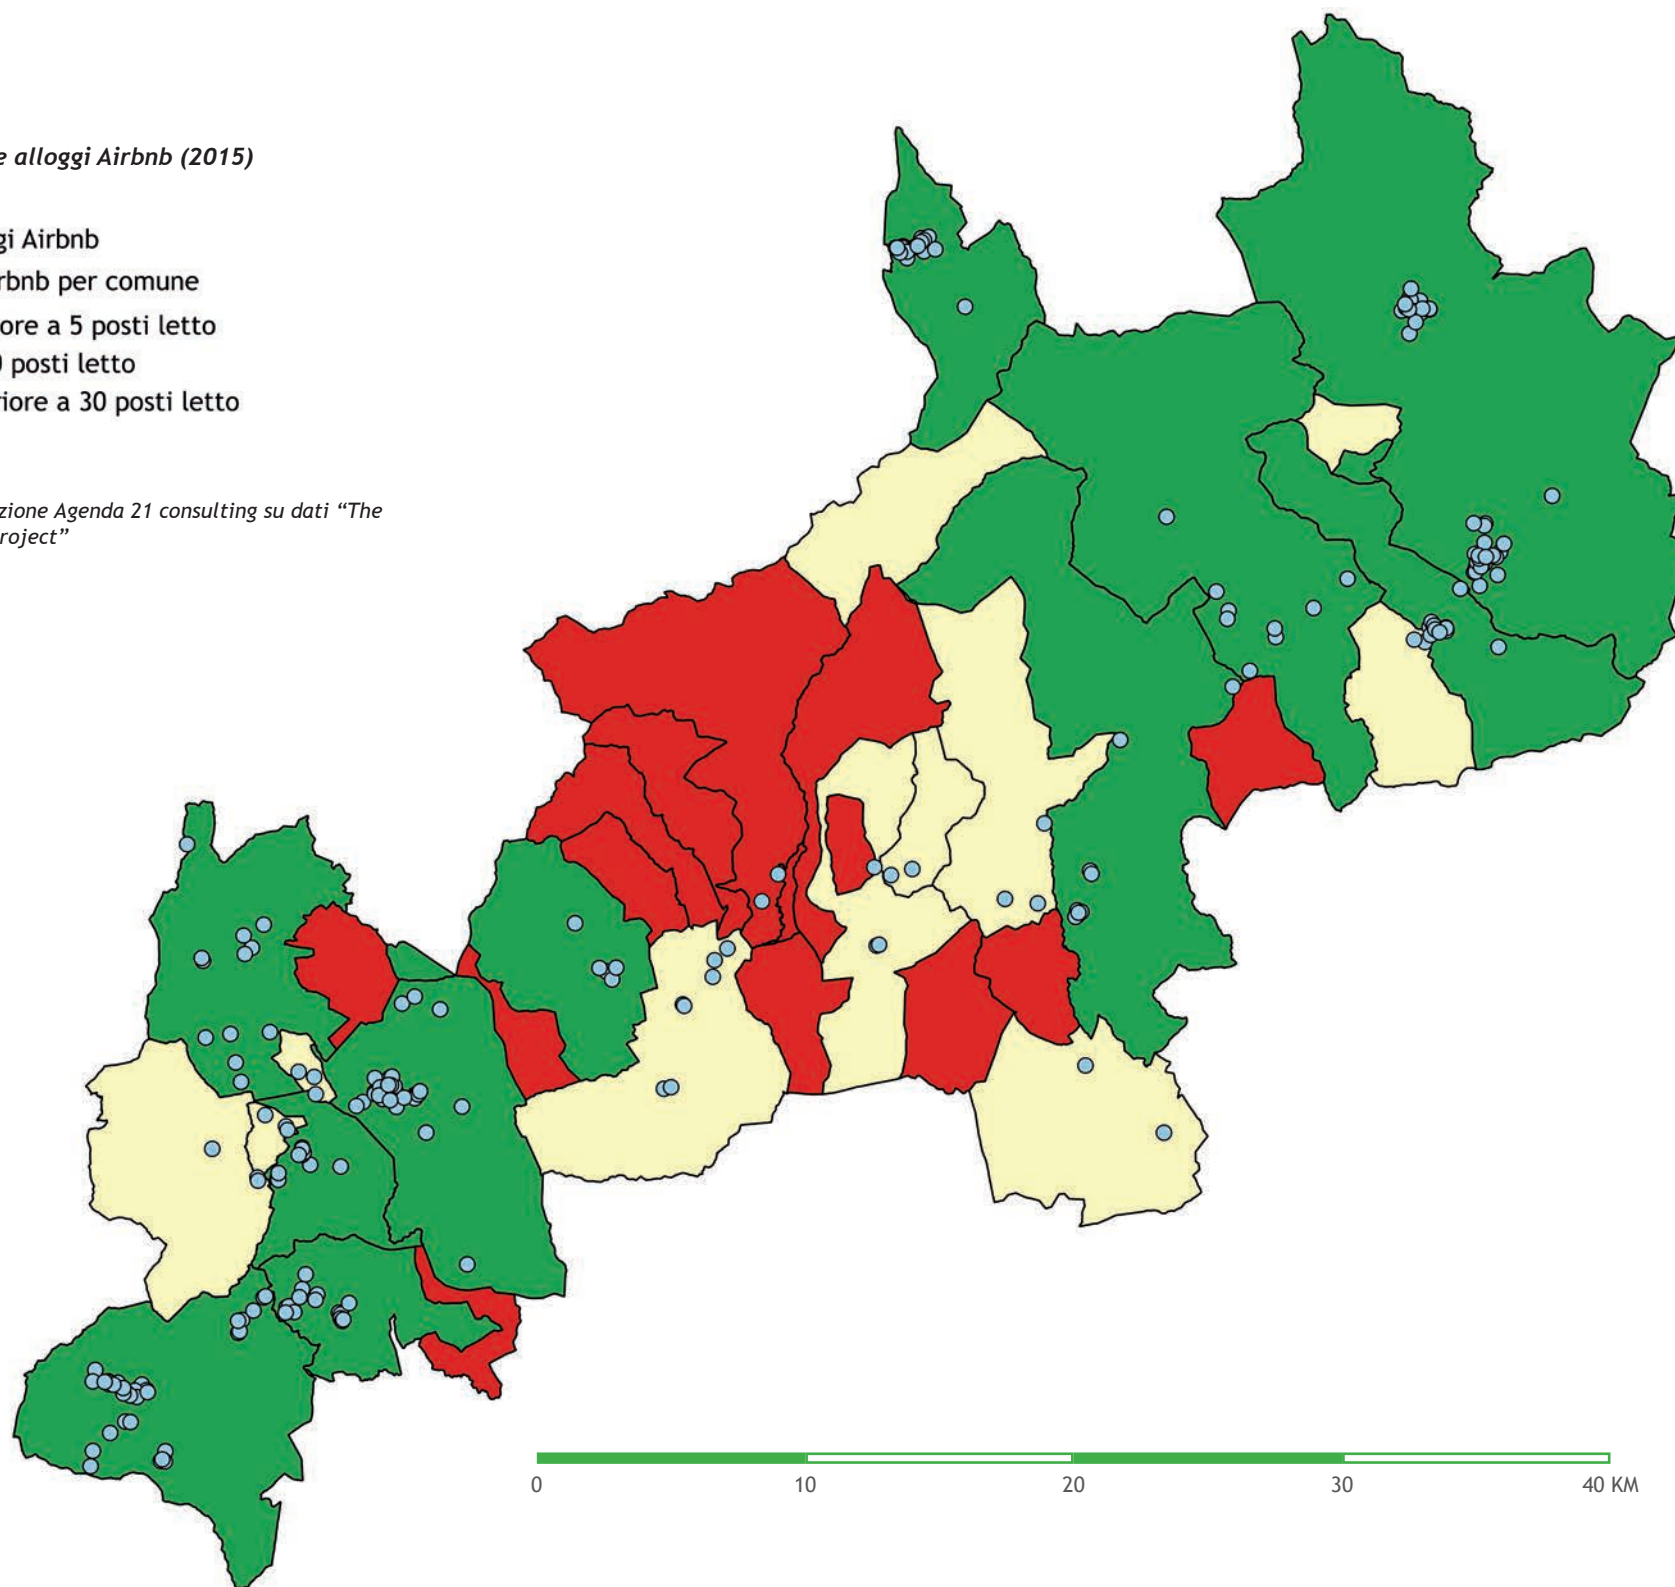 e alloggi Airbnb (2015)
gi Airbnb
rbnb per comune
ore a 5 posti letto
0 posti letto
riore a 30 posti letto
zione Agenda 21 consulting su dati “The
roject”
0 10 20 30 40 KM